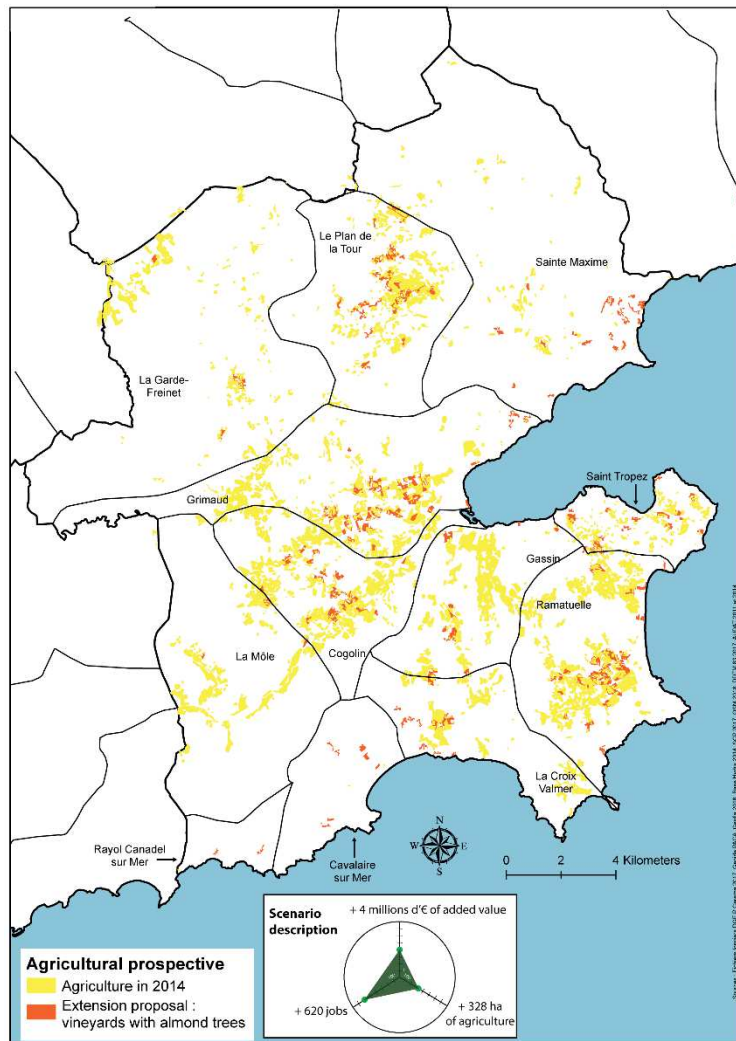 Le Plan de
la Tour
Sainte Maxime
La Garde-
Freinet
Saint Tropez
Grimaud
Gassin
Ramatuelle
La Môle
Cogolin
La Croix
Valmer
Rayol Canadel
sur Mer
Cavalaire
sur Mer
N
W E
S
0 2 4 Kilometers
Scenario
description
+ 4 millions d'€ of added value
+ 620 jobs
+ 328 ha
of agriculture
Agricultural prospective
Agriculture in 2014
Extension proposal :
vineyards with almond trees